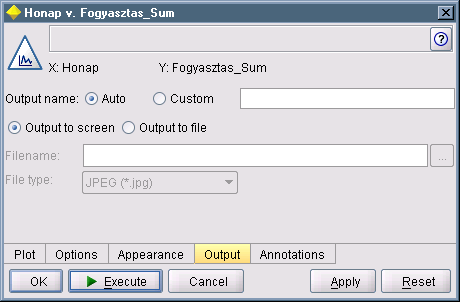 Honap v. Fogyasztas_Sum
?
X: Honap Y: Fogyasztas_Sum
Output name: Auto Custom
Output to screen Output to file
Filename: ...
File type: JPEG (*.jpg)
Plot Options Appearance Output Annotations
OK Execute Cancel Apply Reset